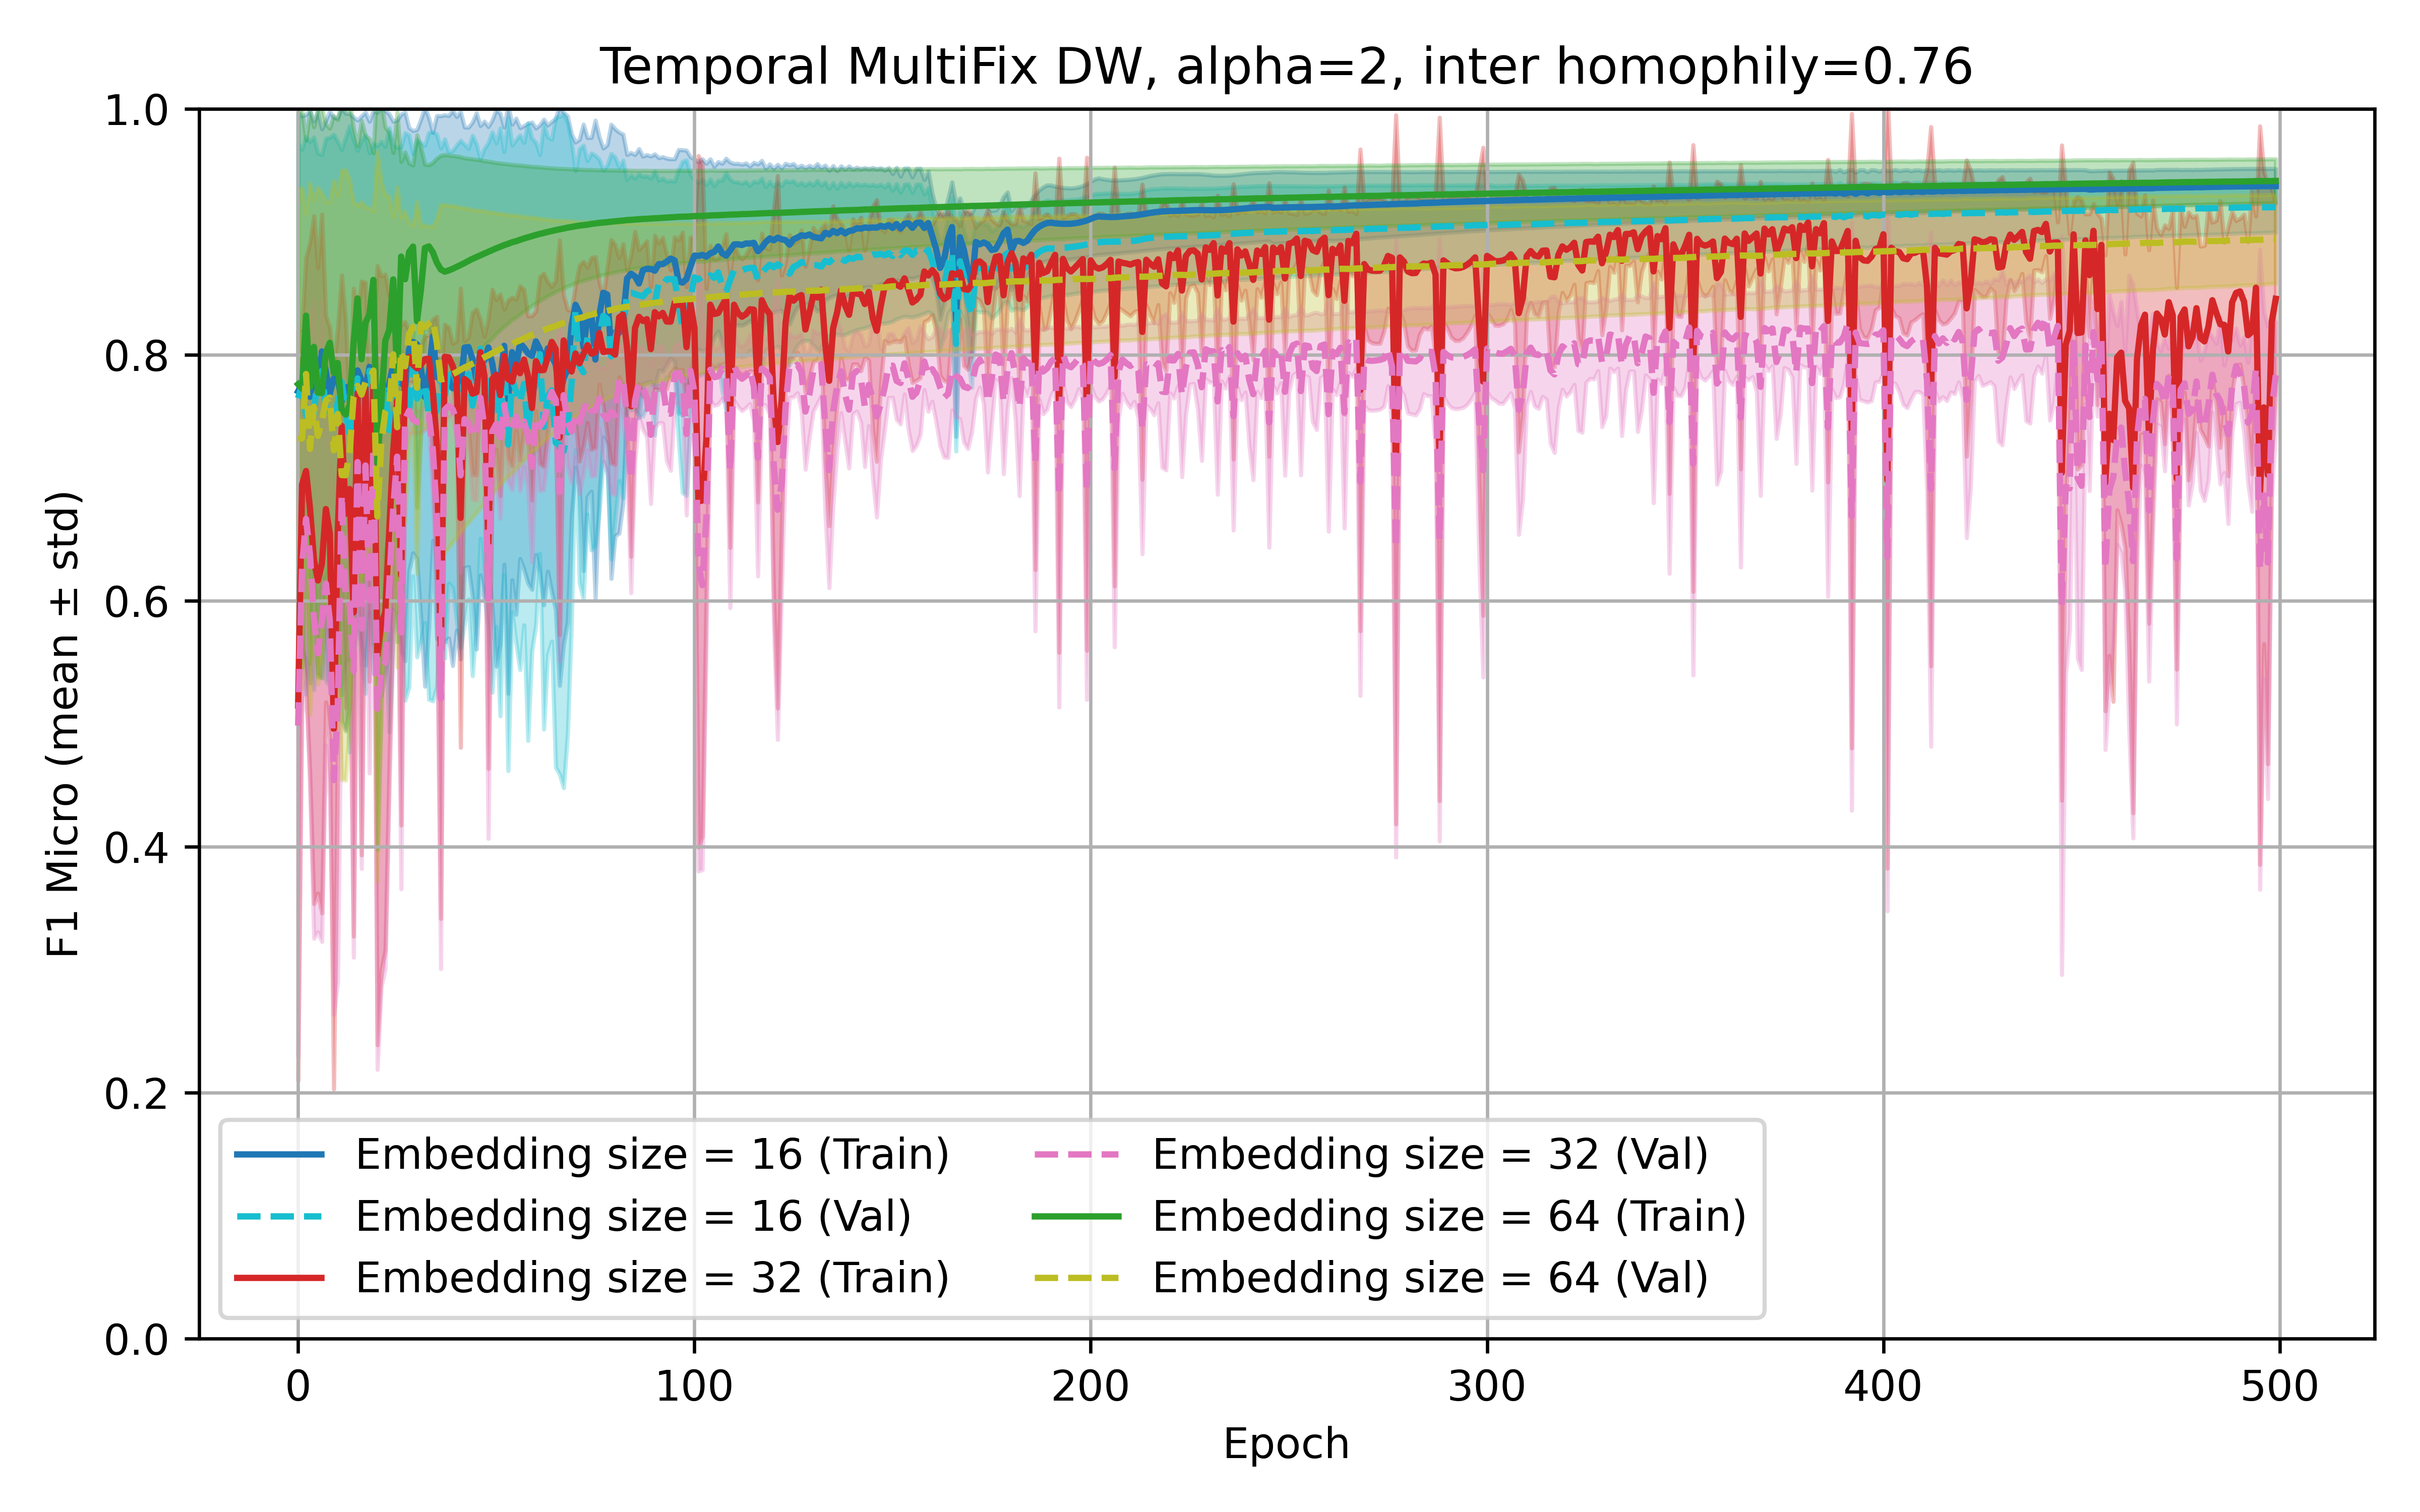 Temporal MultiFix DW, alpha=2, inter homophily=0.76
F1 Micro (mean ± std)
1.0
0.8
0.6
0.4
0.2
0.0
Embedding size = 16 (Train)
Embedding size = 16 (Val)
Embedding size = 32 (Train)
Embedding size = 32 (Val)
Embedding size = 64 (Train)
Embedding size = 64 (Val)
0 100 200 300 400 500
Epoch